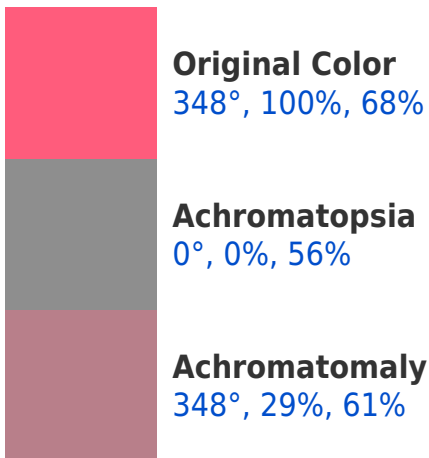 Original Color
348°, 100%, 68%
Achromatopsia
0°, 0%, 56%
Achromatomaly
348°, 29%, 61%